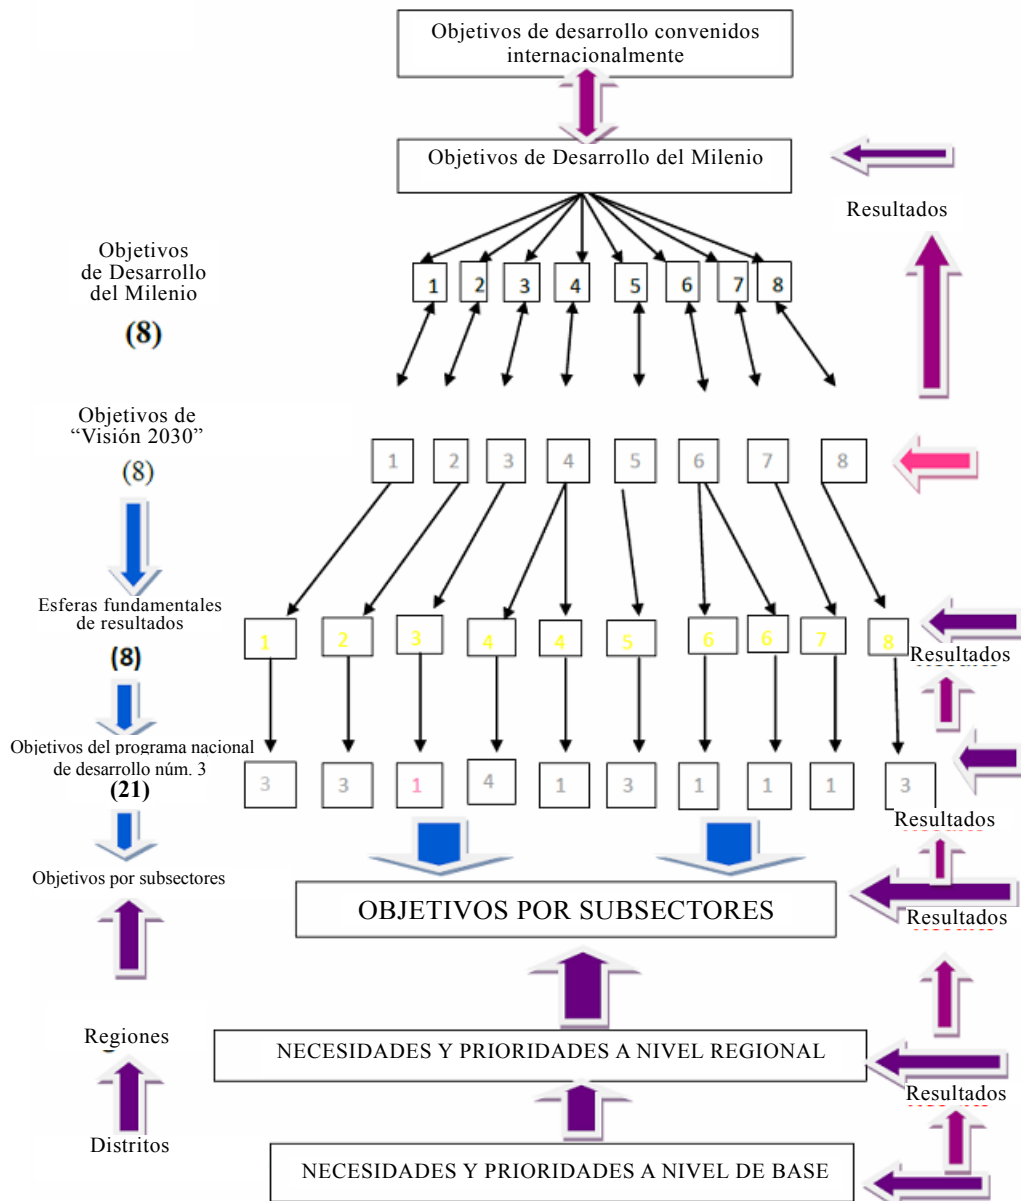 Objetivos de desarrollo convenidos
internacionalmente
Objetivos de Desarrollo del Milenio
Resultados
Objetivos
de Desarrollo
del Milenio
(8)
1 2 3 4 5 6 7 8
Objetivos de
“Visión 2030”
(8)
1 2 3 4 5 6 7 8
Esferas fundamentales
de resultados
(8)
1 2 3 4 4 5 6 6 7 8
Resultados
Objetivos del programa nacional
de desarrollo núm. 3
(21)
3 3 1 4 1 3 1 1 1 3
Resultados
Objetivos por subsectores
OBJETIVOS POR SUBSECTORES
Resultados
Regiones
NECESIDADES Y PRIORIDADES A NIVEL REGIONAL
Resultados
Distritos
NECESIDADES Y PRIORIDADES A NIVEL DE BASE